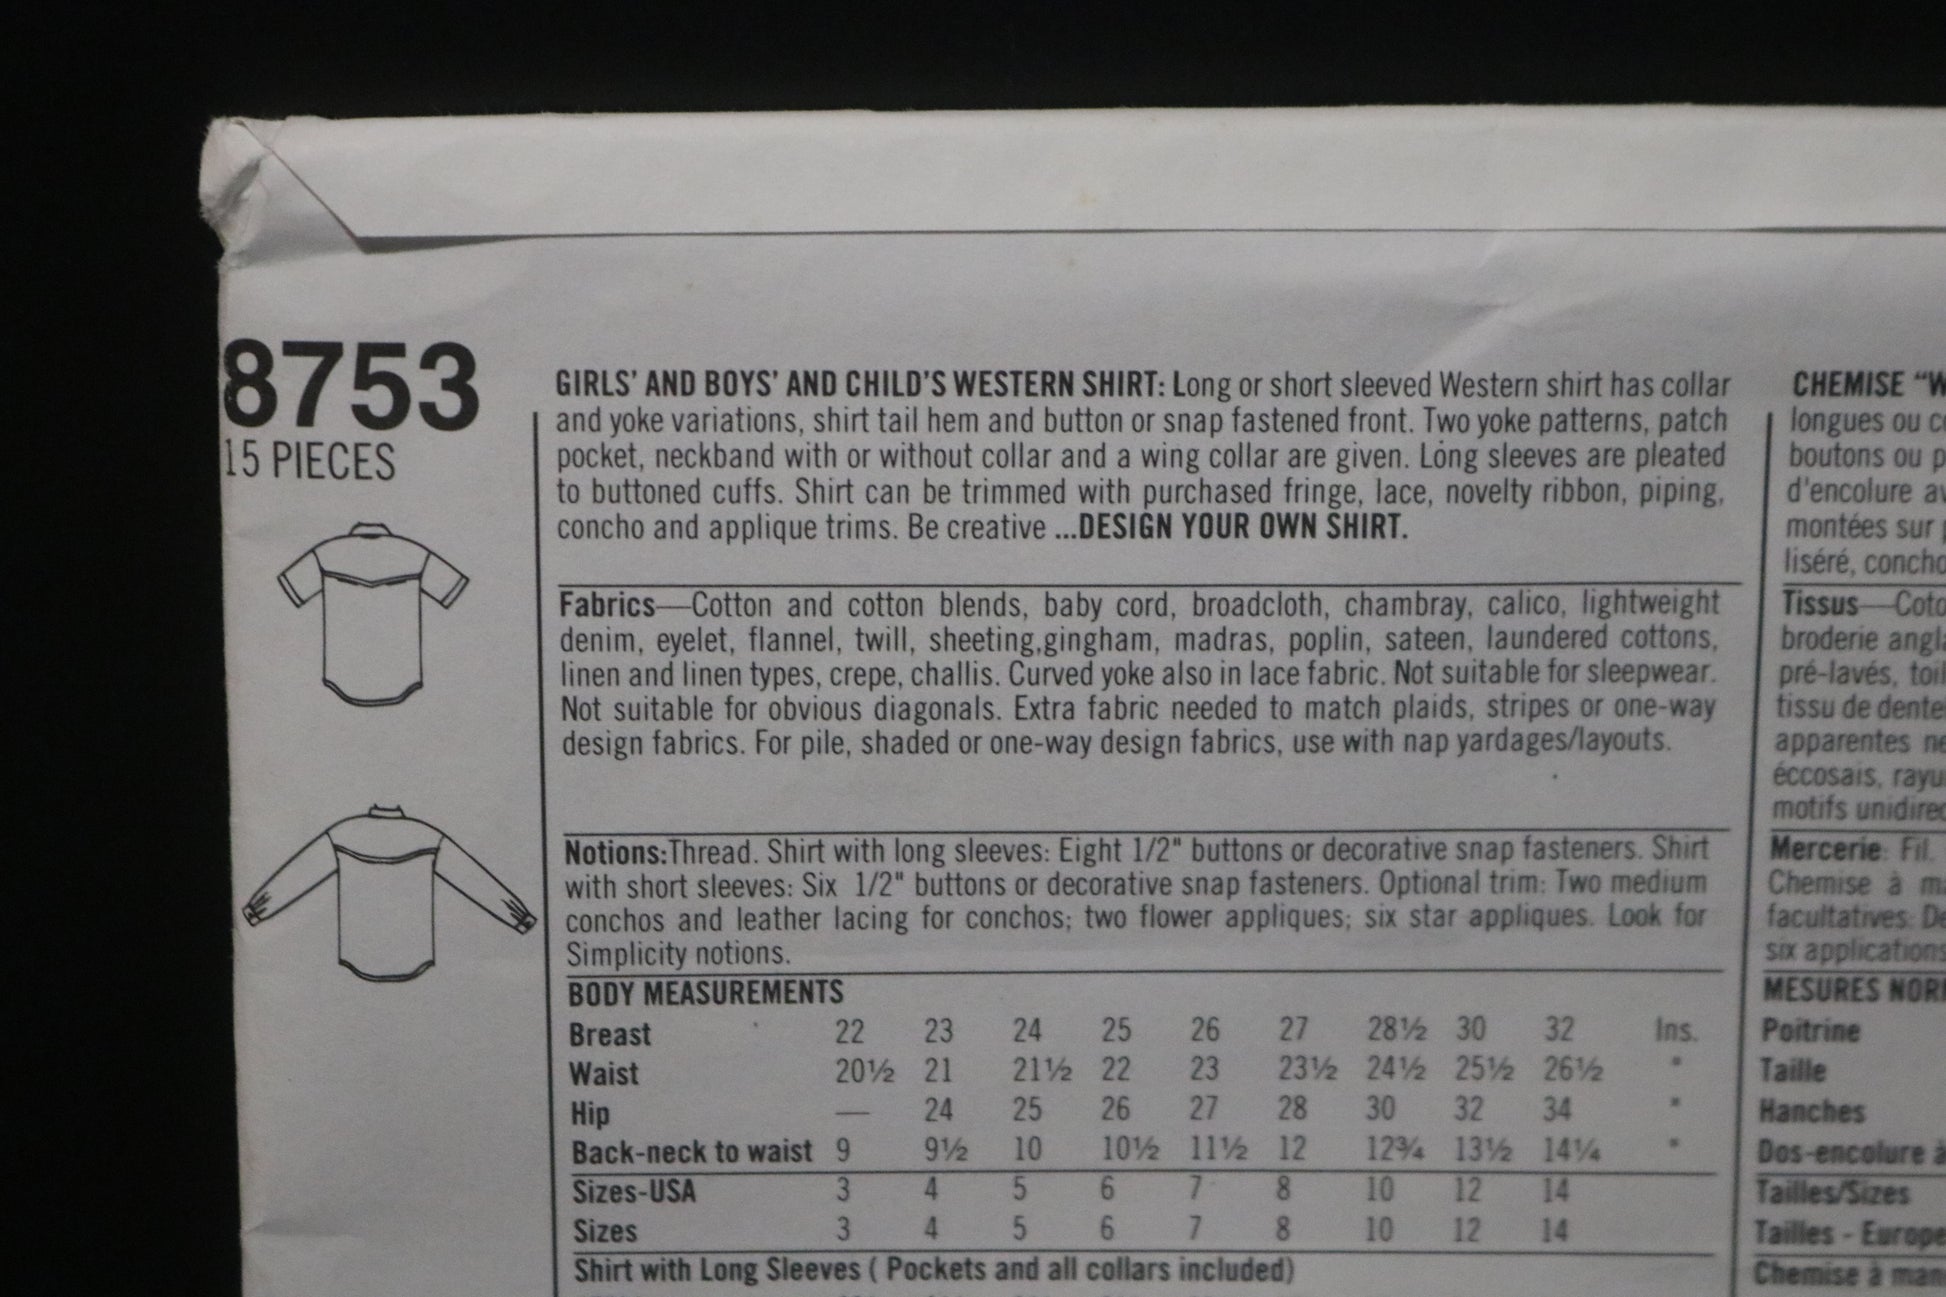 8753
15 PIECES
GIRLS' AND BOYS' AND CHILD'S WESTERN SHIRT: Long or short sleeved Western shirt has collar
and yoke variations, shirt tail hem and button or snap fastened front. Two yoke patterns, patch
pocket, neckband with or without collar and a wing collar are given. Long sleeves are pleated
to buttoned cuffs. Shirt can be trimmed with purchased fringe, lace, novelty ribbon, piping,
concho and applique trims. Be creative ...DESIGN YOUR OWN SHIRT.
Fabrics—Cotton and cotton blends, baby cord, broadcloth, chambray, calico, lightweight
denim, eyelet, flannel, twill, sheeting,gingham, madras, poplin, sateen, laundered cottons,
linen and linen types, crepe, challis. Curved yoke also in lace fabric. Not suitable for sleepwear.
Not suitable for obvious diagonals. Extra fabric needed to match plaids, stripes or one-way
design fabrics. For pile, shaded or one-way design fabrics, use with nap yardages/layouts.
Notions:Thread. Shirt with long sleeves: Eight 1/2" buttons or decorative snap fasteners. Shirt
with short sleeves: Six 1/2" buttons or decorative snap fasteners. Optional trim: Two medium
conchos and leather lacing for conchos; two flower appliques; six star appliques. Look for
Simplicity notions.
BODY MEASUREMENTS
Breast 22 23 24 25 26 27 28½ 30 32 Ins.
Waist 20½ 21 21½ 22 23 23½ 24½ 25½ 26½ "
Hip — 24 25 26 27 28 30 32 34 "
Back-neck to waist 9 9½ 10 10½ 11½ 12 12¾ 13½ 14¼ "
Sizes-USA 3 4 5 6 7 8 10 12 14
Sizes 3 4 5 6 7 8 10 12 14
Shirt with Long Sleeves ( Pockets and all collars included)
CHEMISE "W
longues ou c
boutons ou p
d'encolure av
montées sur p
liséré, concho
Tissus—Coto
broderie angla
pré-lavés, toil
tissu de dentel
apparentes ne
éccosais, rayu
motifs unidirec
Mercerie: Fil.
Chemise à ma
facultatives: De
six applications
MESURES NORM
Poitrine
Taille
Hanches
Dos-encolure à
Tailles/Sizes
Tailles - Europe
Chemise à man